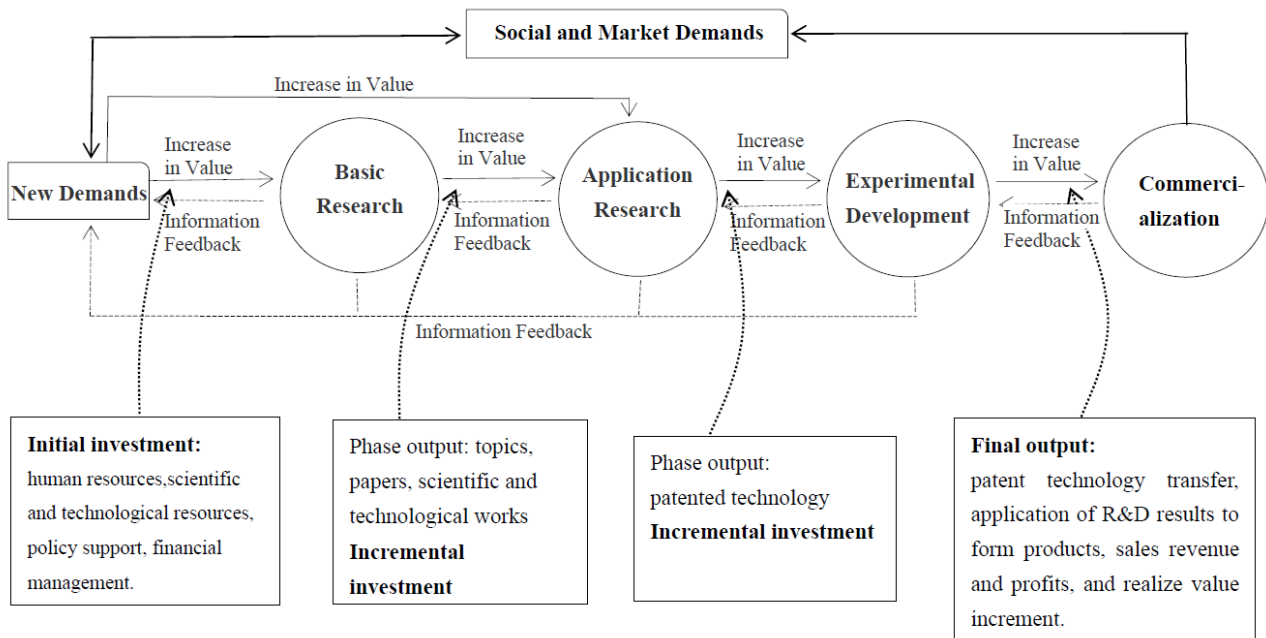 Social and Market Demands
Increase in Value
New Demands
Increase
in Value
Information
Feedback
Basic
Research
Increase
in Value
Information
Feedback
Application
Research
Increase
in Value
Information
Feedback
Experimental
Development
Increase
in Value
Information
Feedback
Commerci-
alization
Information Feedback
Initial investment:
human resources,scientific
and technological resources,
policy support, financial
management.
Phase output: topics,
papers, scientific and
technological works
Incremental
investment
Phase output:
patented technology
Incremental investment
Final output:
patent technology transfer,
application of R&D results to
form products, sales revenue
and profits, and realize value
increment.